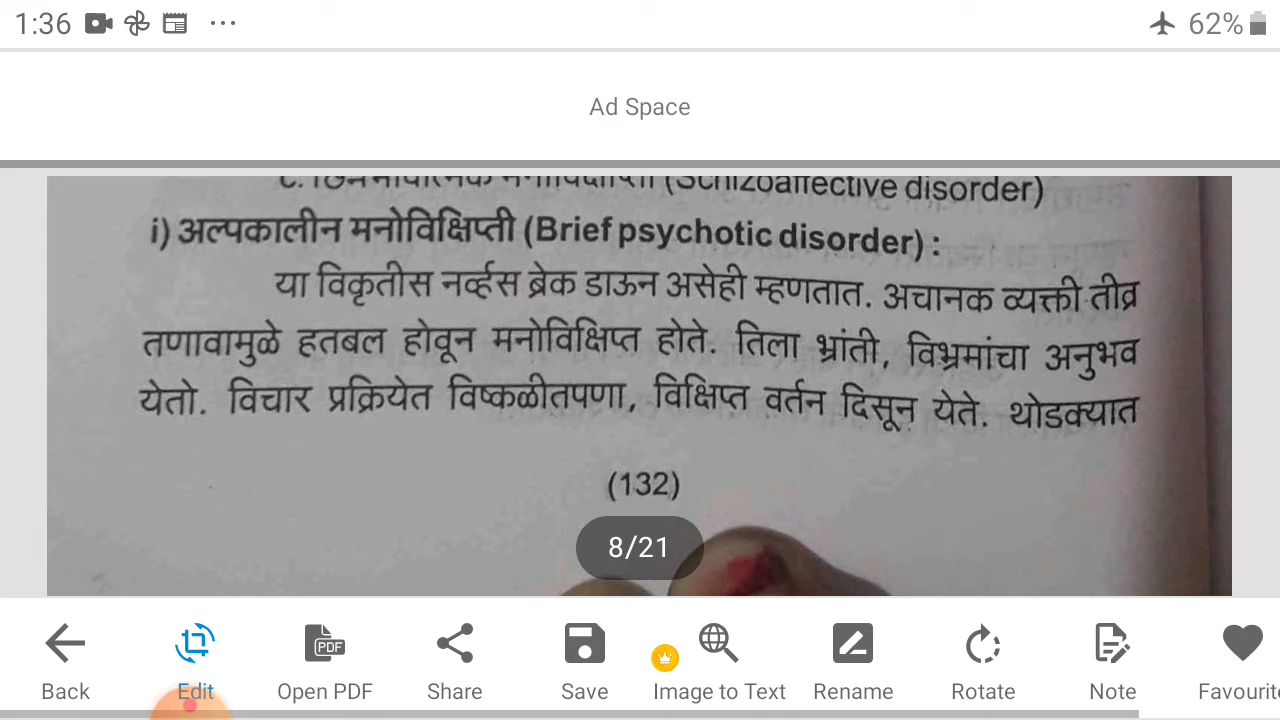 1:36
62%
Ad Space
(Schizoaffective disorder)
i) अल्पकालीन मनोविक्षिप्ती (Brief psychotic disorder) :
या विकृतीस नर्व्हस ब्रेक डाऊन असेही म्हणतात. अचानक व्यक्ती तीव्र
तणावामुळे हतबल होवून मनोविक्षिप्त होते. तिला भ्रांती, विभ्रमांचा अनुभव
येतो. विचार प्रक्रियेत विष्कळीतपणा, विक्षिप्त वर्तन दिसून येते. थोडक्यात
(132)
8/21
PDF
Back
Edit
Open PDF
Share
Save
Image to Text
Rename
Rotate
Note
Favourite